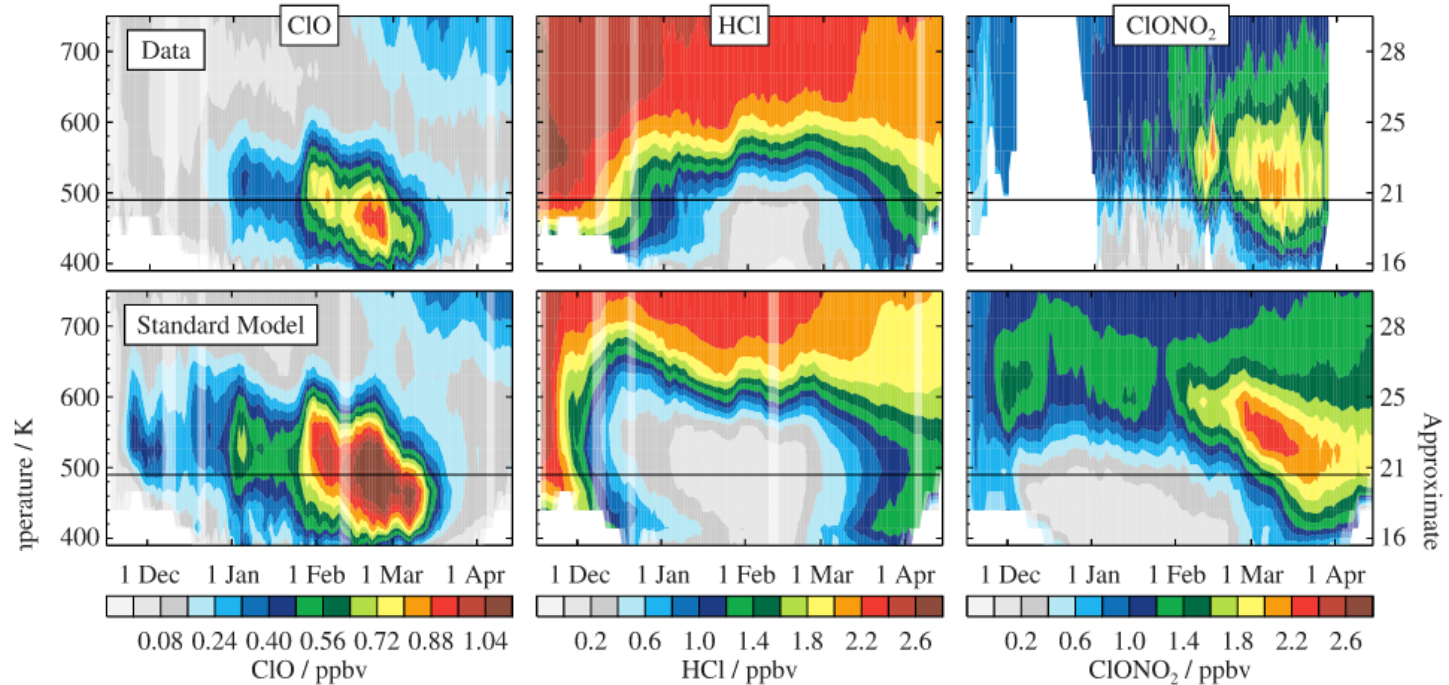 ClO HCl ClONO₂
Data
700 28
600 25
500 21
400 16
Standard Model
700 28
600 25
500 21
400 16
perature / K
Approximate
1 Dec 1 Jan 1 Feb 1 Mar 1 Apr 1 Dec 1 Jan 1 Feb 1 Mar 1 Apr 1 Dec 1 Jan 1 Feb 1 Mar 1 Apr
0.08 0.24 0.40 0.56 0.72 0.88 1.04 0.2 0.6 1.0 1.4 1.8 2.2 2.6 0.2 0.6 1.0 1.4 1.8 2.2 2.6
ClO / ppbv HCl / ppbv ClONO₂ / ppbv